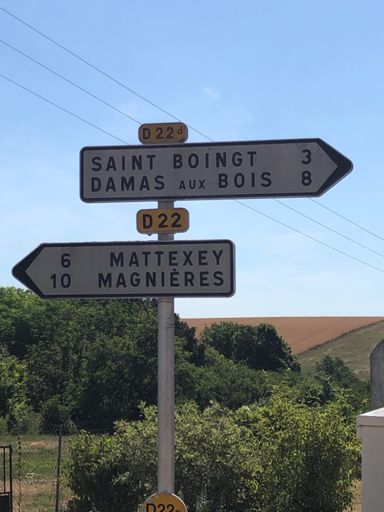 D22d
SAINT BOINGT 3
DAMAS AUX BOIS 8
D22
6 MATTEXEY
10 MAGNIÈRES